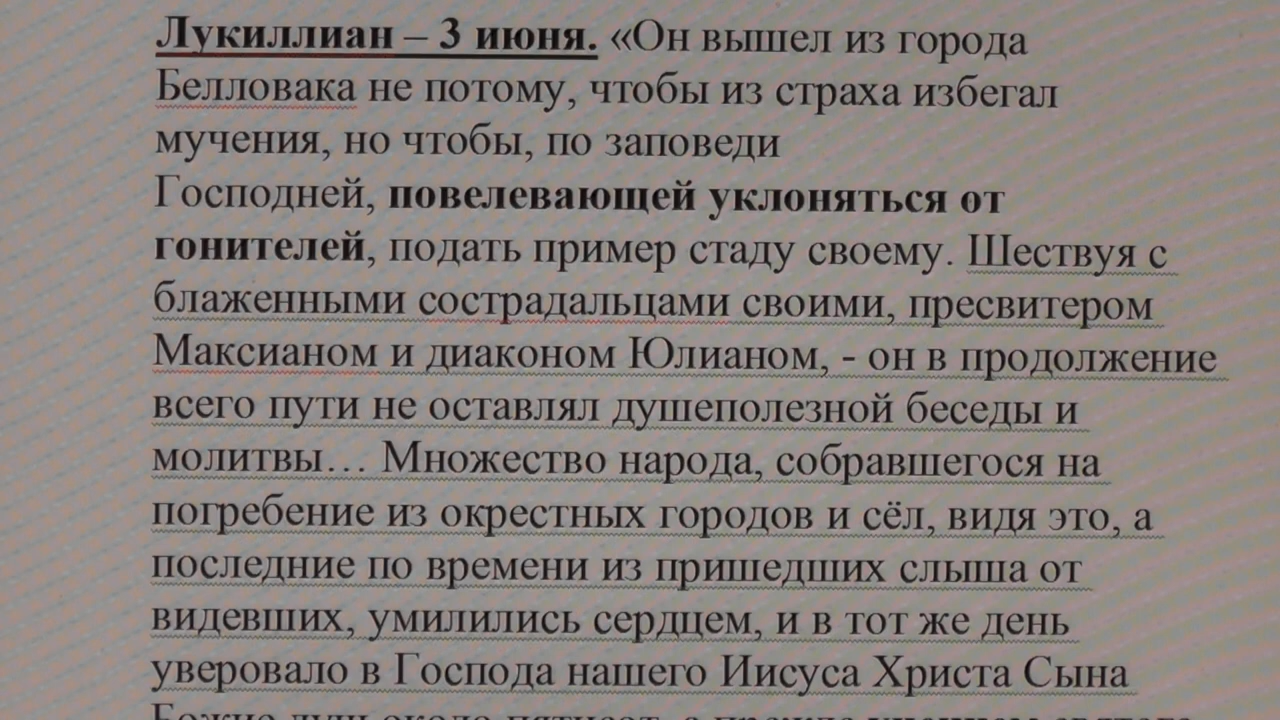 Лукиллиан – 3 июня. «Он вышел из города
Белловака не потому, чтобы из страха избегал
мучения, но чтобы, по заповеди
Господней, повелевающей уклоняться от
гонителей, подать пример стаду своему. Шествуя с
блаженными сострадальцами своими, пресвитером
Максианом и диаконом Юлианом, - он в продолжение
всего пути не оставлял душеполезной беседы и
молитвы… Множество народа, собравшегося на
погребение из окрестных городов и сёл, видя это, а
последние по времени из пришедших слыша от
видевших, умилились сердцем, и в тот же день
уверовало в Господа нашего Иисуса Христа Сына